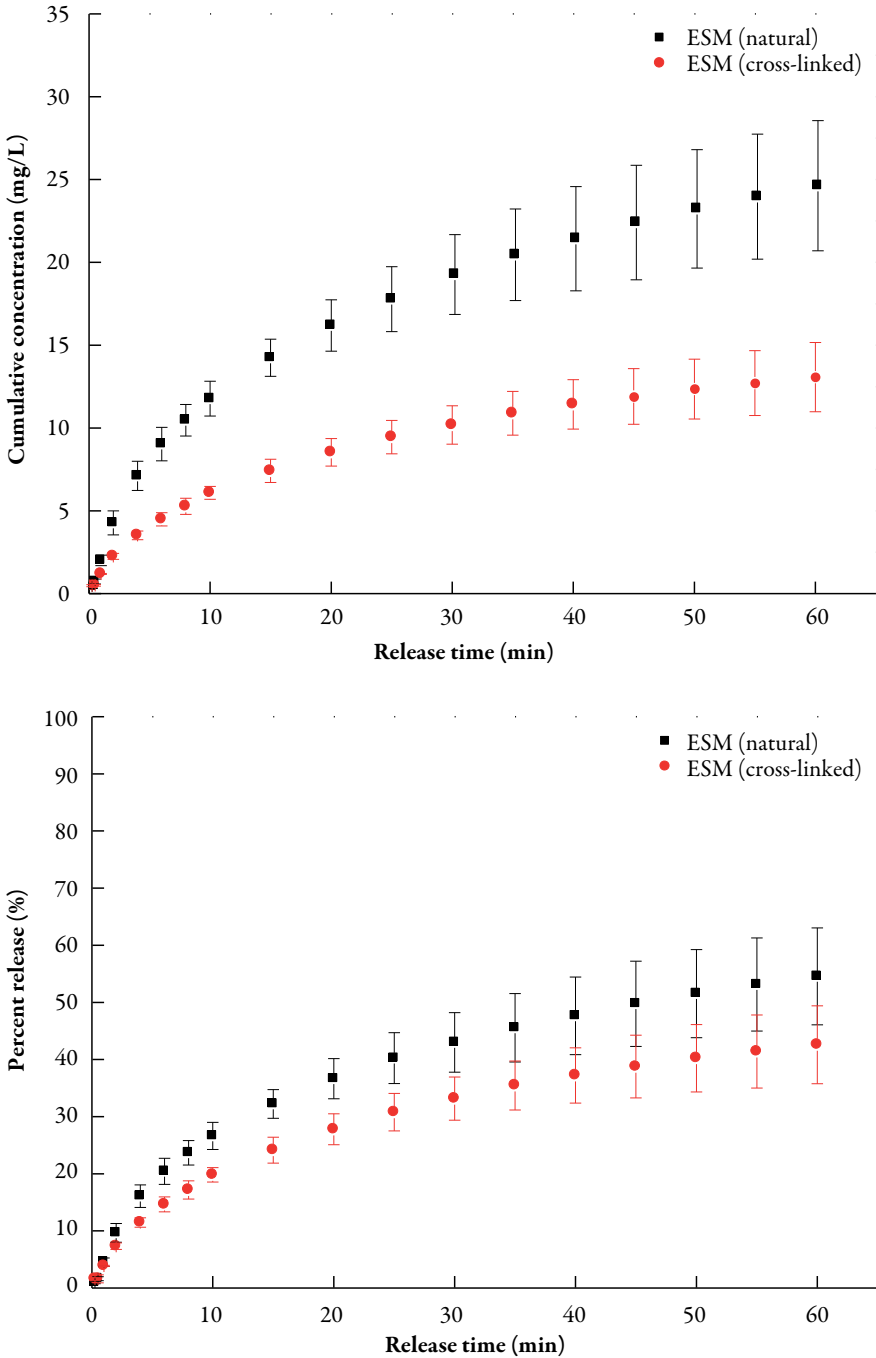 35
30
25
20
15
10
5
0
Cumulative concentration (mg/L)
ESM (natural)
ESM (cross-linked)
0 10 20 30 40 50 60
Release time (min)
100
90
80
70
60
50
40
30
20
10
0
Percent release (%)
ESM (natural)
ESM (cross-linked)
0 10 20 30 40 50 60
Release time (min)